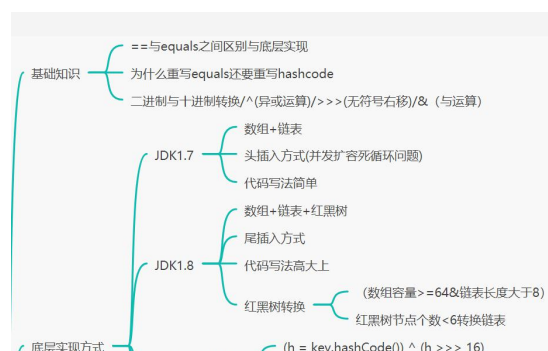 ==与equals之间区别与底层实现
基础知识
为什么重写equals还要重写hashcode
二进制与十进制转换/^(异或运算)/>>>(无符号右移)/&（与运算）
数组+链表
JDK1.7
头插入方式(并发扩容死循环问题)
代码写法简单
数组+链表+红黑树
尾插入方式
JDK1.8
代码写法高大上
（数组容量>=64&链表长度大于8）
红黑树转换
红黑树节点个数<6转换链表
底层实现方式
(h = key.hashCode()) ^ (h >>> 16)